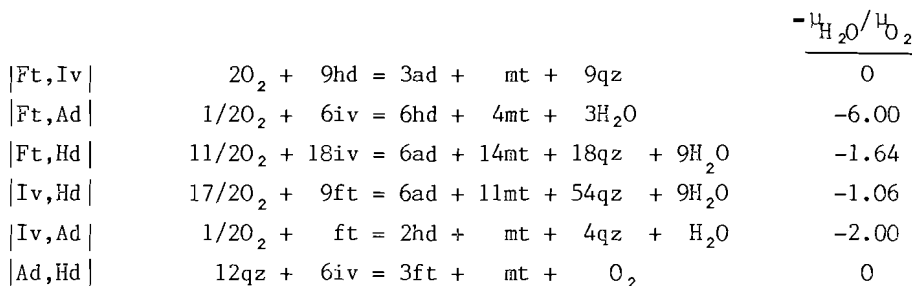 -μH₂O/μO₂
|Ft,Iv| 2O₂ + 9hd = 3ad + mt + 9qz 0
|Ft,Ad| 1/2O₂ + 6iv = 6hd + 4mt + 3H₂O -6.00
|Ft,Hd| 11/2O₂ + 18iv = 6ad + 14mt + 18qz + 9H₂O -1.64
|Iv,Hd| 17/2O₂ + 9ft = 6ad + 11mt + 54qz + 9H₂O -1.06
|Iv,Ad| 1/2O₂ + ft = 2hd + mt + 4qz + H₂O -2.00
|Ad,Hd| 12qz + 6iv = 3ft + mt + O₂ 0